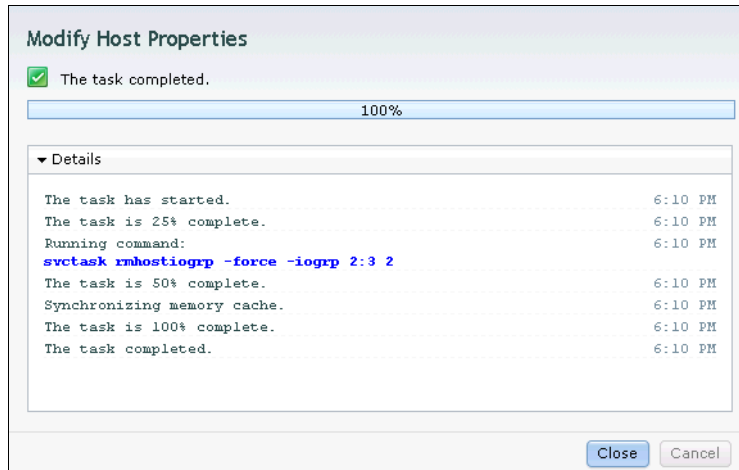 Modify Host Properties
The task completed.
100%
Details
The task has started. 6:10 PM
The task is 25% complete. 6:10 PM
Running command: 6:10 PM
svctask rmhostiogrp -force -iogrp 2:3 2
The task is 50% complete. 6:10 PM
Synchronizing memory cache. 6:10 PM
The task is 100% complete. 6:10 PM
The task completed. 6:10 PM
Close Cancel